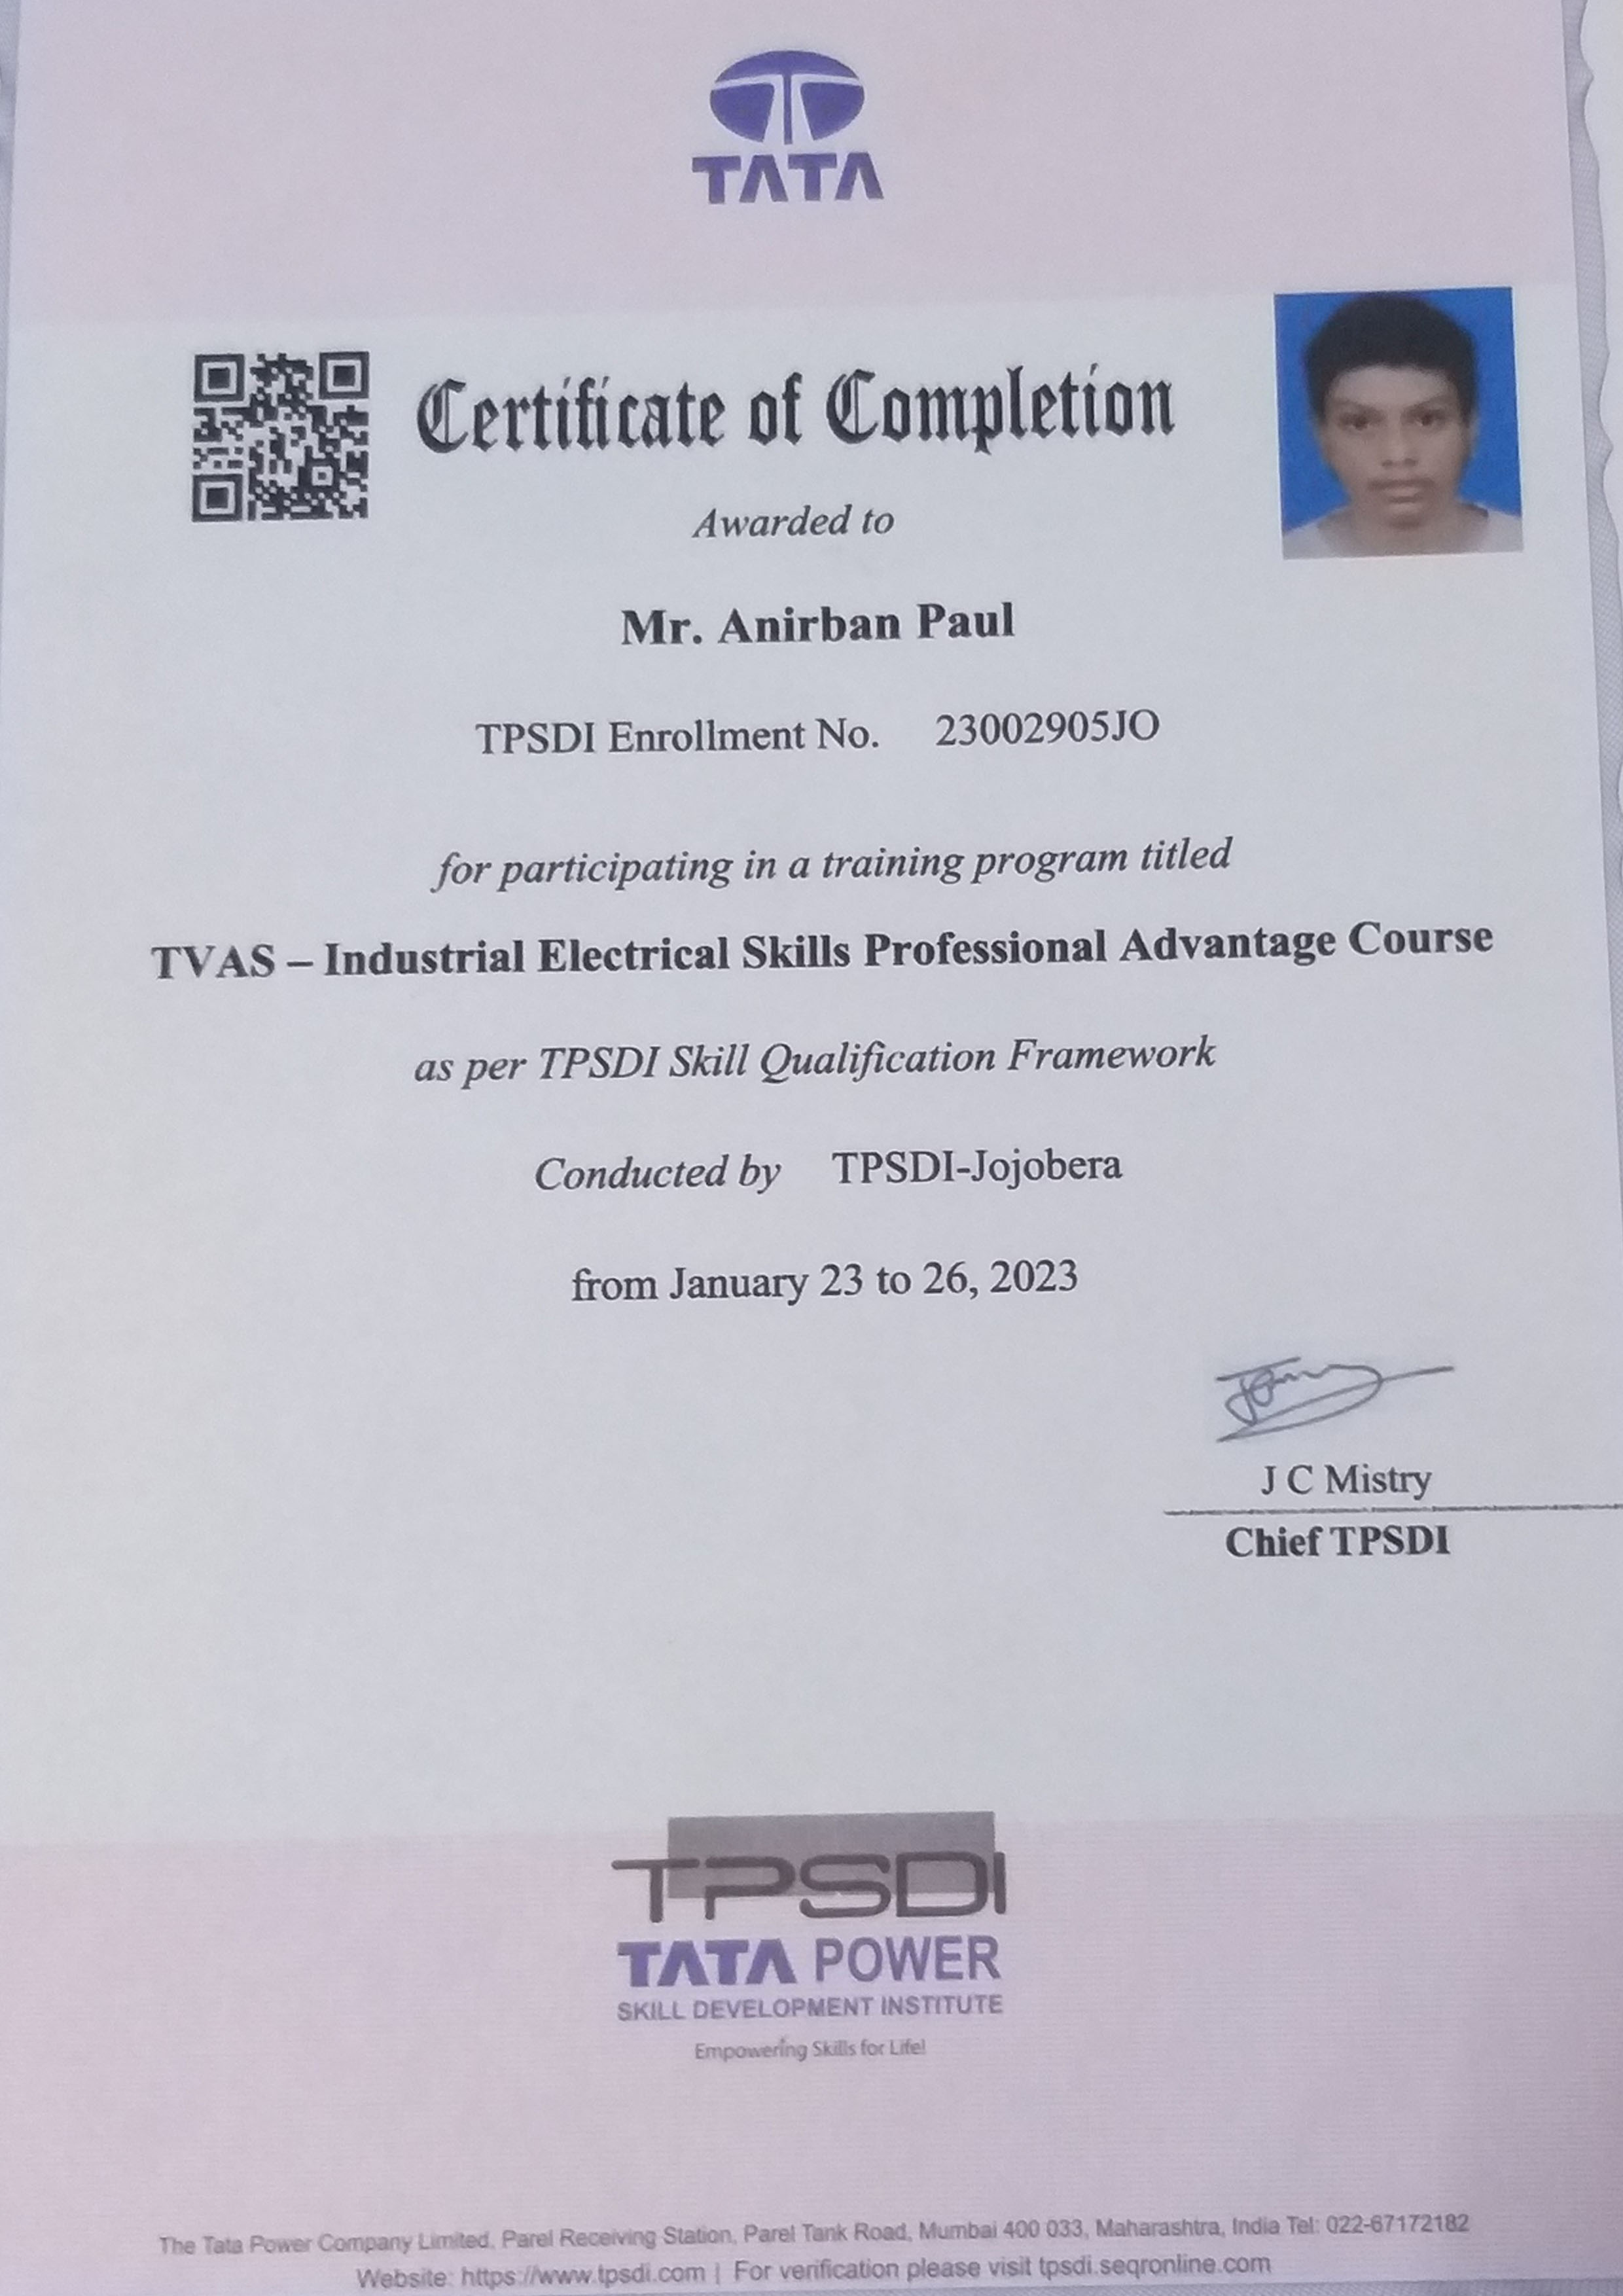 TATA
Certificate of Completion
Awarded to
Mr. Anirban Paul
TPSDI Enrollment No. 23002905JO
for participating in a training program titled
TVAS – Industrial Electrical Skills Professional Advantage Course
as per TPSDI Skill Qualification Framework
Conducted by TPSDI-Jojobera
from January 23 to 26, 2023
J C Mistry
Chief TPSDI
TPSDI
TATA POWER
SKILL DEVELOPMENT INSTITUTE
Empowering Skills for Life!
The Tata Power Company Limited, Parel Receiving Station, Parel Tank Road, Mumbai 400 033, Maharashtra, India Tel: 022-67172182
Website: https://www.tpsdi.com | For verification please visit tpsdi.seqronline.com